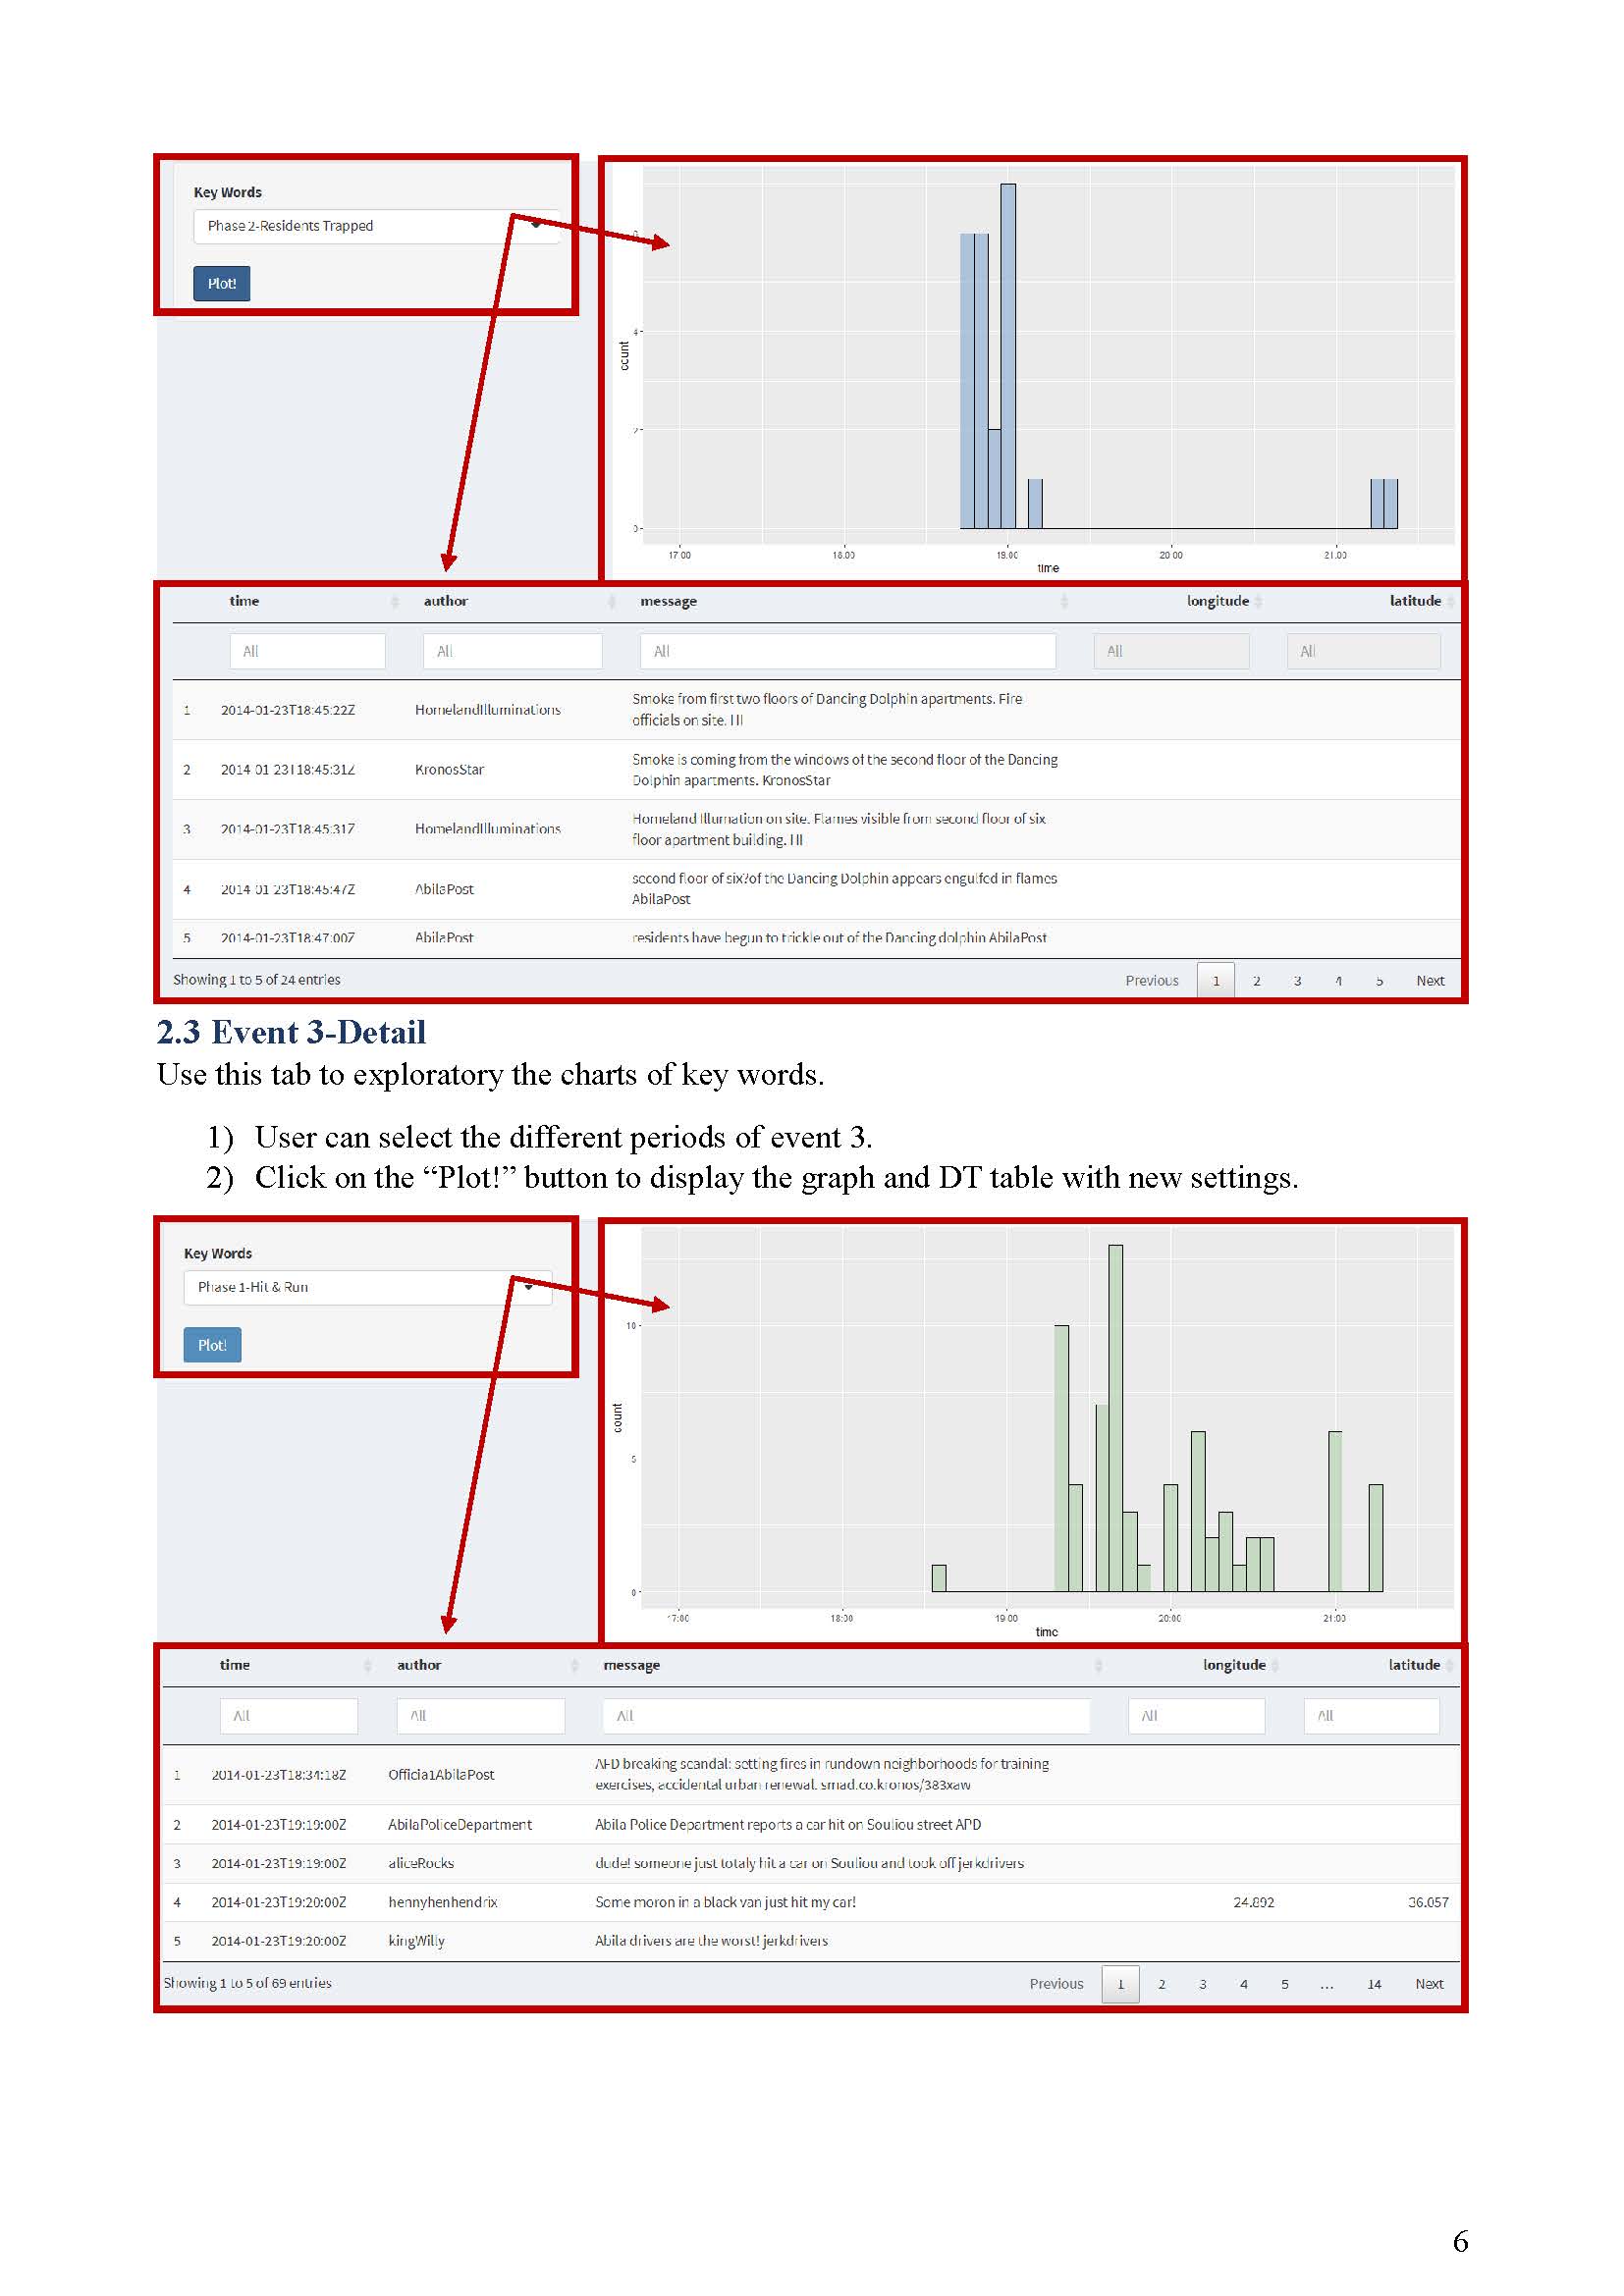 Key Words
Phase 2-Residents Trapped
Plot!
count
4
2
0
17:00 18:00 19:00 20:00 21:00
time
time author message longitude latitude
All All All All All
1 2014-01-23T18:45:22Z HomelandIlluminations Smoke from first two floors of Dancing Dolphin apartments. Fire
officials on site. HI
2 2014-01-23T18:45:31Z KronosStar Smoke is coming from the windows of the second floor of the Dancing
Dolphin apartments. KronosStar
3 2014-01-23T18:45:31Z HomelandIlluminations Homeland Illumation on site. Flames visible from second floor of six
floor apartment building. HI
4 2014-01-23T18:45:47Z AbilaPost second floor of six?of the Dancing Dolphin appears engulfed in flames
AbilaPost
5 2014-01-23T18:47:00Z AbilaPost residents have begun to trickle out of the Dancing dolphin AbilaPost
Showing 1 to 5 of 24 entries Previous 1 2 3 4 5 Next
2.3 Event 3-Detail
Use this tab to exploratory the charts of key words.
1) User can select the different periods of event 3.
2) Click on the “Plot!” button to display the graph and DT table with new settings.
Key Words
Phase 1-Hit & Run
Plot!
count
10
5
0
17:00 18:00 19:00 20:00 21:00
time
time author message longitude latitude
All All All All All
1 2014-01-23T18:34:18Z Officia1AbilaPost AFD breaking scandal: setting fires in rundown neighborhoods for training
exercises, accidental urban renewal. smad.co.kronos/383xaw
2 2014-01-23T19:19:00Z AbilaPoliceDepartment Abila Police Department reports a car hit on Souliou street APD
3 2014-01-23T19:19:00Z aliceRocks dude! someone just totaly hit a car on Souliou and took off jerkdrivers
4 2014-01-23T19:20:00Z hennyhenhendrix Some moron in a black van just hit my car! 24.892 36.057
5 2014-01-23T19:20:00Z kingWilly Abila drivers are the worst! jerkdrivers
Showing 1 to 5 of 69 entries Previous 1 2 3 4 5 ... 14 Next
6